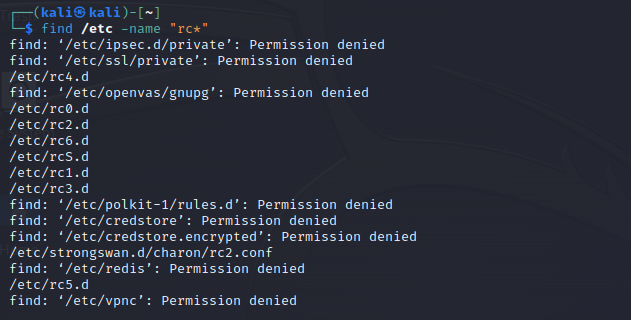 ┌──(kali㉿kali)-[~]
└─$ find /etc -name "rc*"
find: ‘/etc/ipsec.d/private’: Permission denied
find: ‘/etc/ssl/private’: Permission denied
/etc/rc4.d
find: ‘/etc/openvas/gnupg’: Permission denied
/etc/rc0.d
/etc/rc2.d
/etc/rc6.d
/etc/rcS.d
/etc/rc1.d
/etc/rc3.d
find: ‘/etc/polkit-1/rules.d’: Permission denied
find: ‘/etc/credstore’: Permission denied
find: ‘/etc/credstore.encrypted’: Permission denied
/etc/strongswan.d/charon/rc2.conf
find: ‘/etc/redis’: Permission denied
/etc/rc5.d
find: ‘/etc/vpnc’: Permission denied